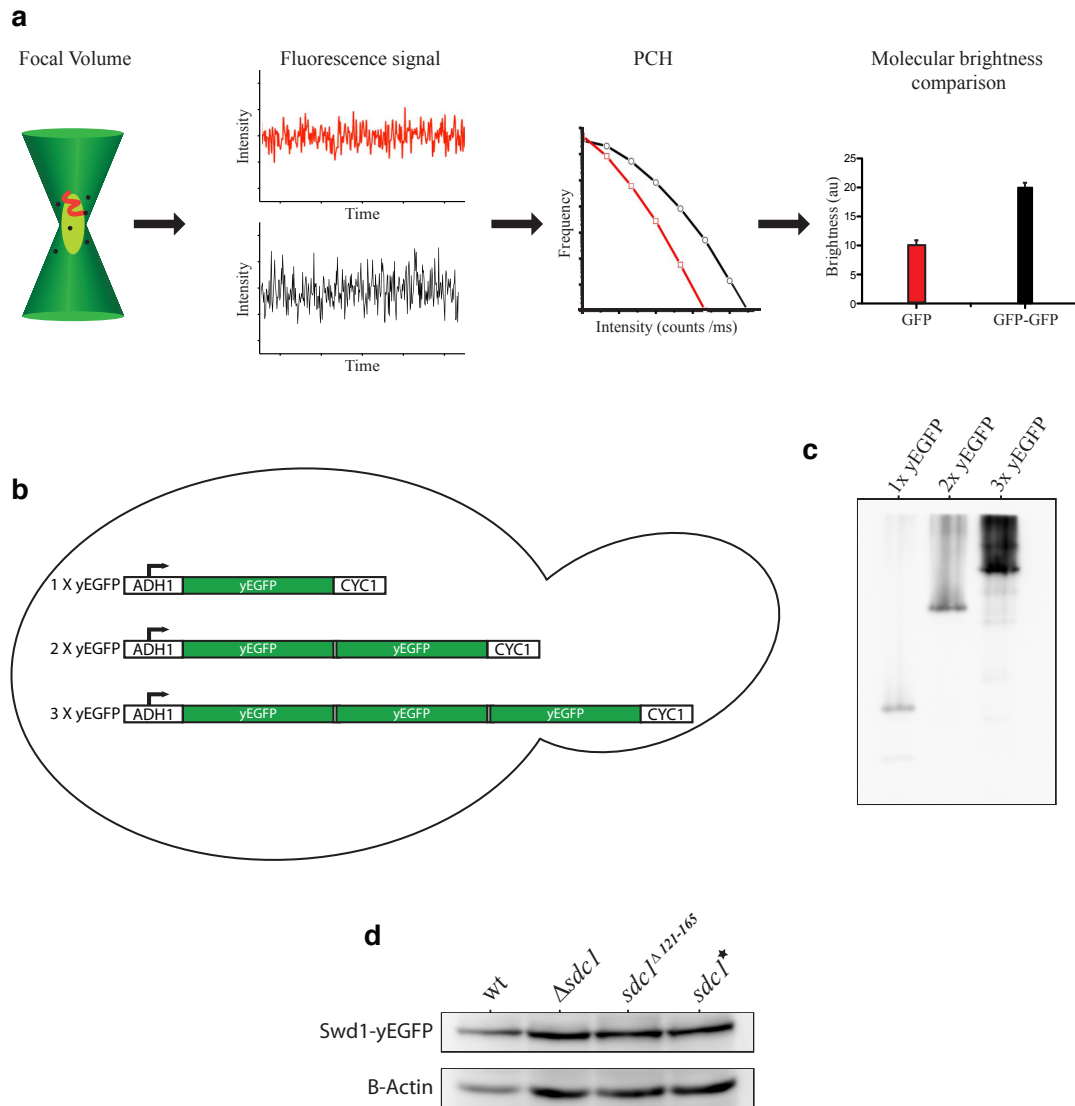 a
Focal Volume
Fluorescence signal
PCH
Molecular brightness
comparison
Intensity
Time
Intensity
Time
Frequency
Intensity (counts /ms)
Brightness (au)
25
20
15
10
5
0
GFP
GFP-GFP
b
1 X yEGFP
ADH1
yEGFP
CYC1
2 X yEGFP
ADH1
yEGFP
yEGFP
CYC1
3 X yEGFP
ADH1
yEGFP
yEGFP
yEGFP
CYC1
c
1x yEGFP
2x yEGFP
3x yEGFP
d
wt
Δsdc1
sdc1Δ 121-165
sdc1★
Swd1-yEGFP
B-Actin